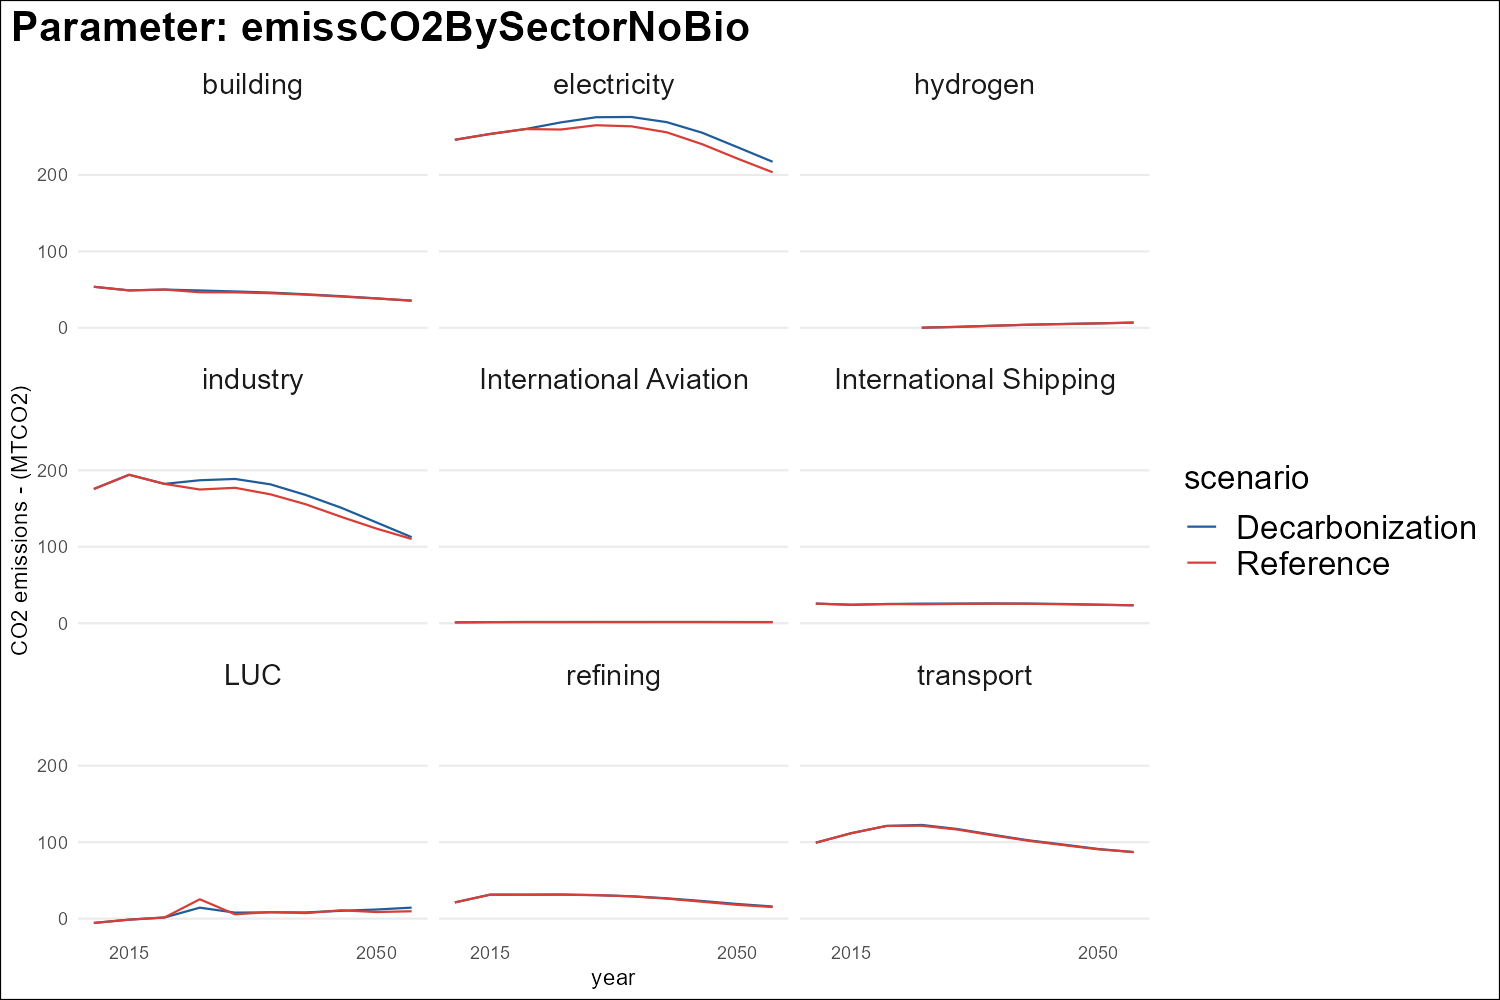 Parameter: emissCO2BySectorNoBio
building
electricity
hydrogen
200
100
0
industry
International Aviation
International Shipping
CO2 emissions - (MTCO2)
200
100
0
scenario
Decarbonization
Reference
LUC
refining
transport
200
100
0
2015
2050
2015
2050
2015
2050
year